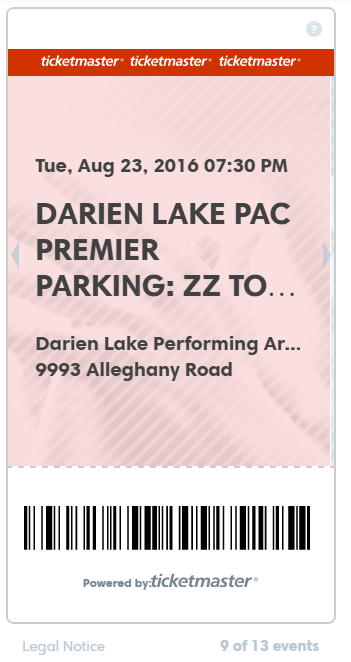 ?
ticketmaster® ticketmaster® ticketmaster®
Tue, Aug 23, 2016 07:30 PM
DARIEN LAKE PAC
PREMIER
PARKING: ZZ TO...
Darien Lake Performing Ar...
9993 Alleghany Road
Powered by:ticketmaster®
Legal Notice
9 of 13 events